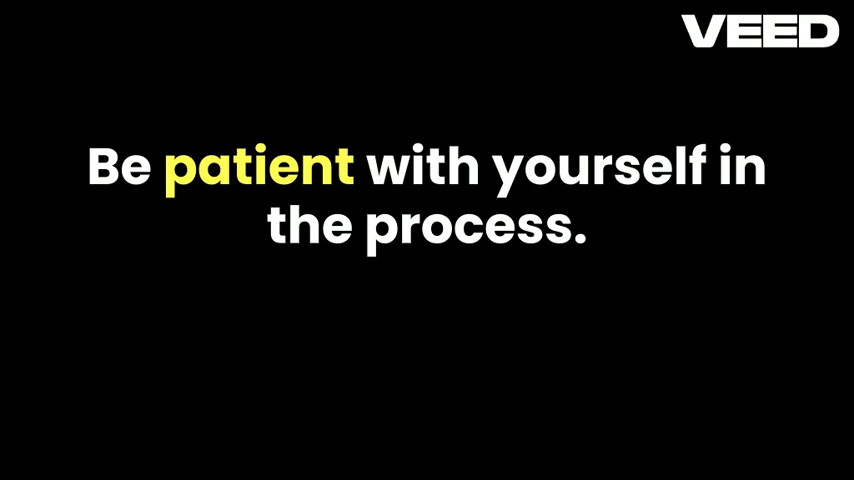 VEED
Be patient with yourself in
the process.